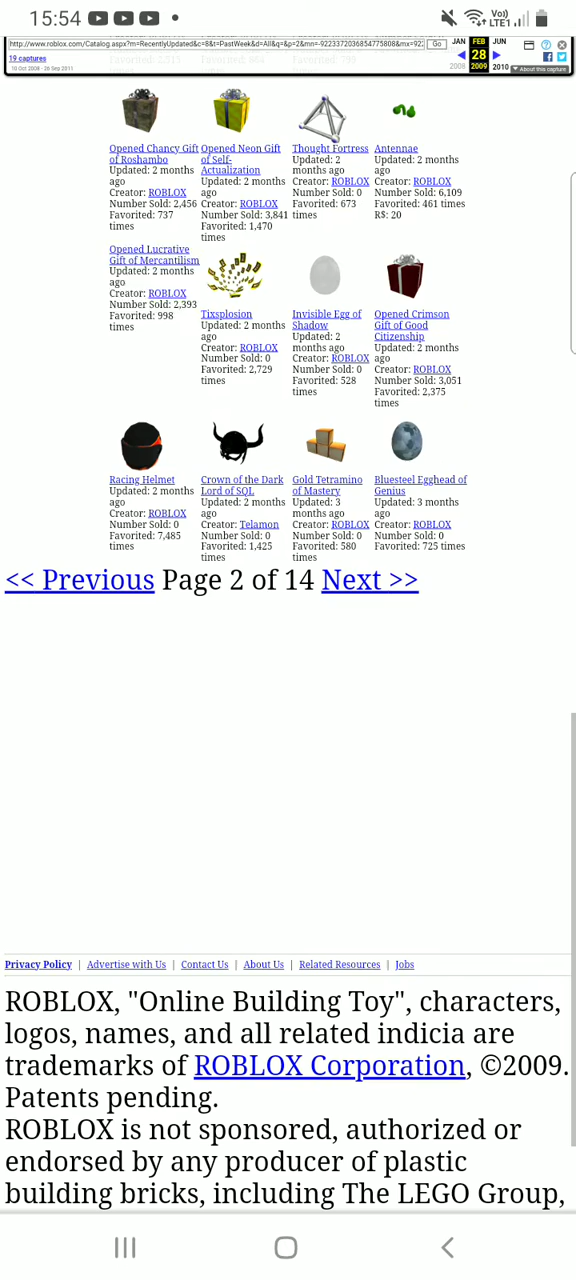 15:54
Vo)) LTE1
http://www.roblox.com/Catalog.aspx?m=RecentlyUpdated&c=8&t=PastWeek&d=All&q=&p=2&mn=-9223372036854775808&mx=922
Go
JAN FEB JUN
19 captures
28
10 Oct 2008 - 26 Sep 2011
2008 2009 2010
About this capture
Opened Chancy Gift of Roshambo
Updated: 2 months ago
Creator: ROBLOX
Number Sold: 2,456
Favorited: 737 times
Opened Neon Gift of Self-Actualization
Updated: 2 months ago
Creator: ROBLOX
Number Sold: 3,841
Favorited: 1,470 times
Thought Fortress
Updated: 2 months ago
Creator: ROBLOX
Number Sold: 0
Favorited: 673 times
Antennae
Updated: 2 months ago
Creator: ROBLOX
Number Sold: 6,109
Favorited: 461 times
R$: 20
Opened Lucrative Gift of Mercantilism
Updated: 2 months ago
Creator: ROBLOX
Number Sold: 2,393
Favorited: 998 times
Tixsplosion
Updated: 2 months ago
Creator: ROBLOX
Number Sold: 0
Favorited: 2,729 times
Invisible Egg of Shadow
Updated: 2 months ago
Creator: ROBLOX
Number Sold: 0
Favorited: 528 times
Opened Crimson Gift of Good Citizenship
Updated: 2 months ago
Creator: ROBLOX
Number Sold: 3,051
Favorited: 2,375 times
Racing Helmet
Updated: 2 months ago
Creator: ROBLOX
Number Sold: 0
Favorited: 7,485 times
Crown of the Dark Lord of SQL
Updated: 2 months ago
Creator: Telamon
Number Sold: 0
Favorited: 1,425 times
Gold Tetramino of Mastery
Updated: 3 months ago
Creator: ROBLOX
Number Sold: 0
Favorited: 580 times
Bluesteel Egghead of Genius
Updated: 3 months ago
Creator: ROBLOX
Number Sold: 0
Favorited: 725 times
<< Previous Page 2 of 14 Next >>
Privacy Policy | Advertise with Us | Contact Us | About Us | Related Resources | Jobs
ROBLOX, "Online Building Toy", characters,
logos, names, and all related indicia are
trademarks of ROBLOX Corporation, ©2009.
Patents pending.
ROBLOX is not sponsored, authorized or
endorsed by any producer of plastic
building bricks, including The LEGO Group,